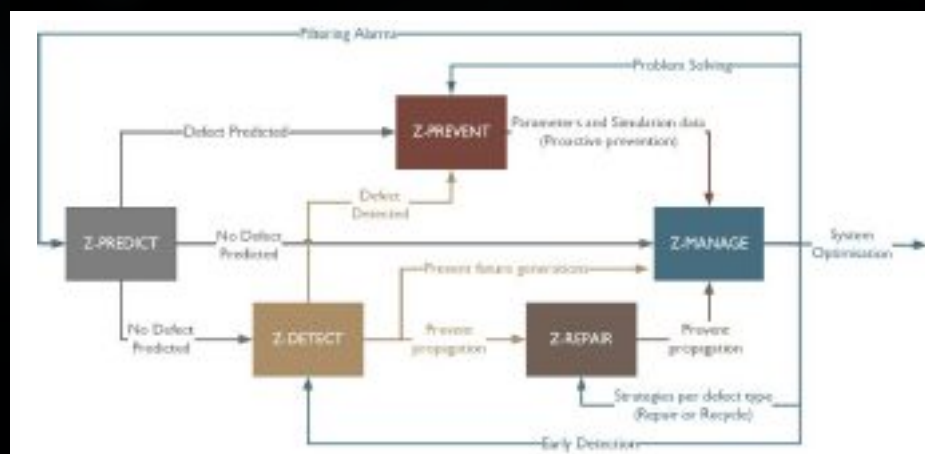 Filtering Alarms
Problem Solving
Defect Predicted
Z-PREVENT
Parameters and Simulation data
(Proactive prevention)
Defect
Detected
Z-PREDICT
No Defect
Predicted
Z-MANAGE
System
Optimisation
Prevent future generations
No Defect
Predicted
Z-DETECT
Prevent
propagation
Z-REPAIR
Prevent
propagation
Strategies per defect type
(Repair or Recycle)
Early Detection